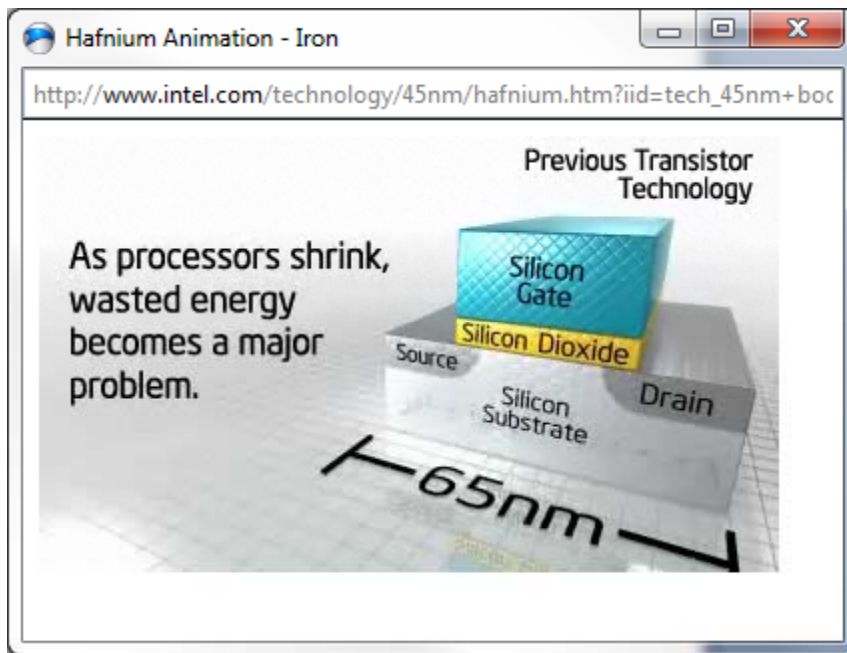 Hafnium Animation - Iron
http://www.intel.com/technology/45nm/hafnium.htm?iid=tech_45nm+boc
Previous Transistor
Technology
As processors shrink,
wasted energy
becomes a major
problem.
Silicon
Gate
Silicon Dioxide
Source
Drain
Silicon
Substrate
65nm